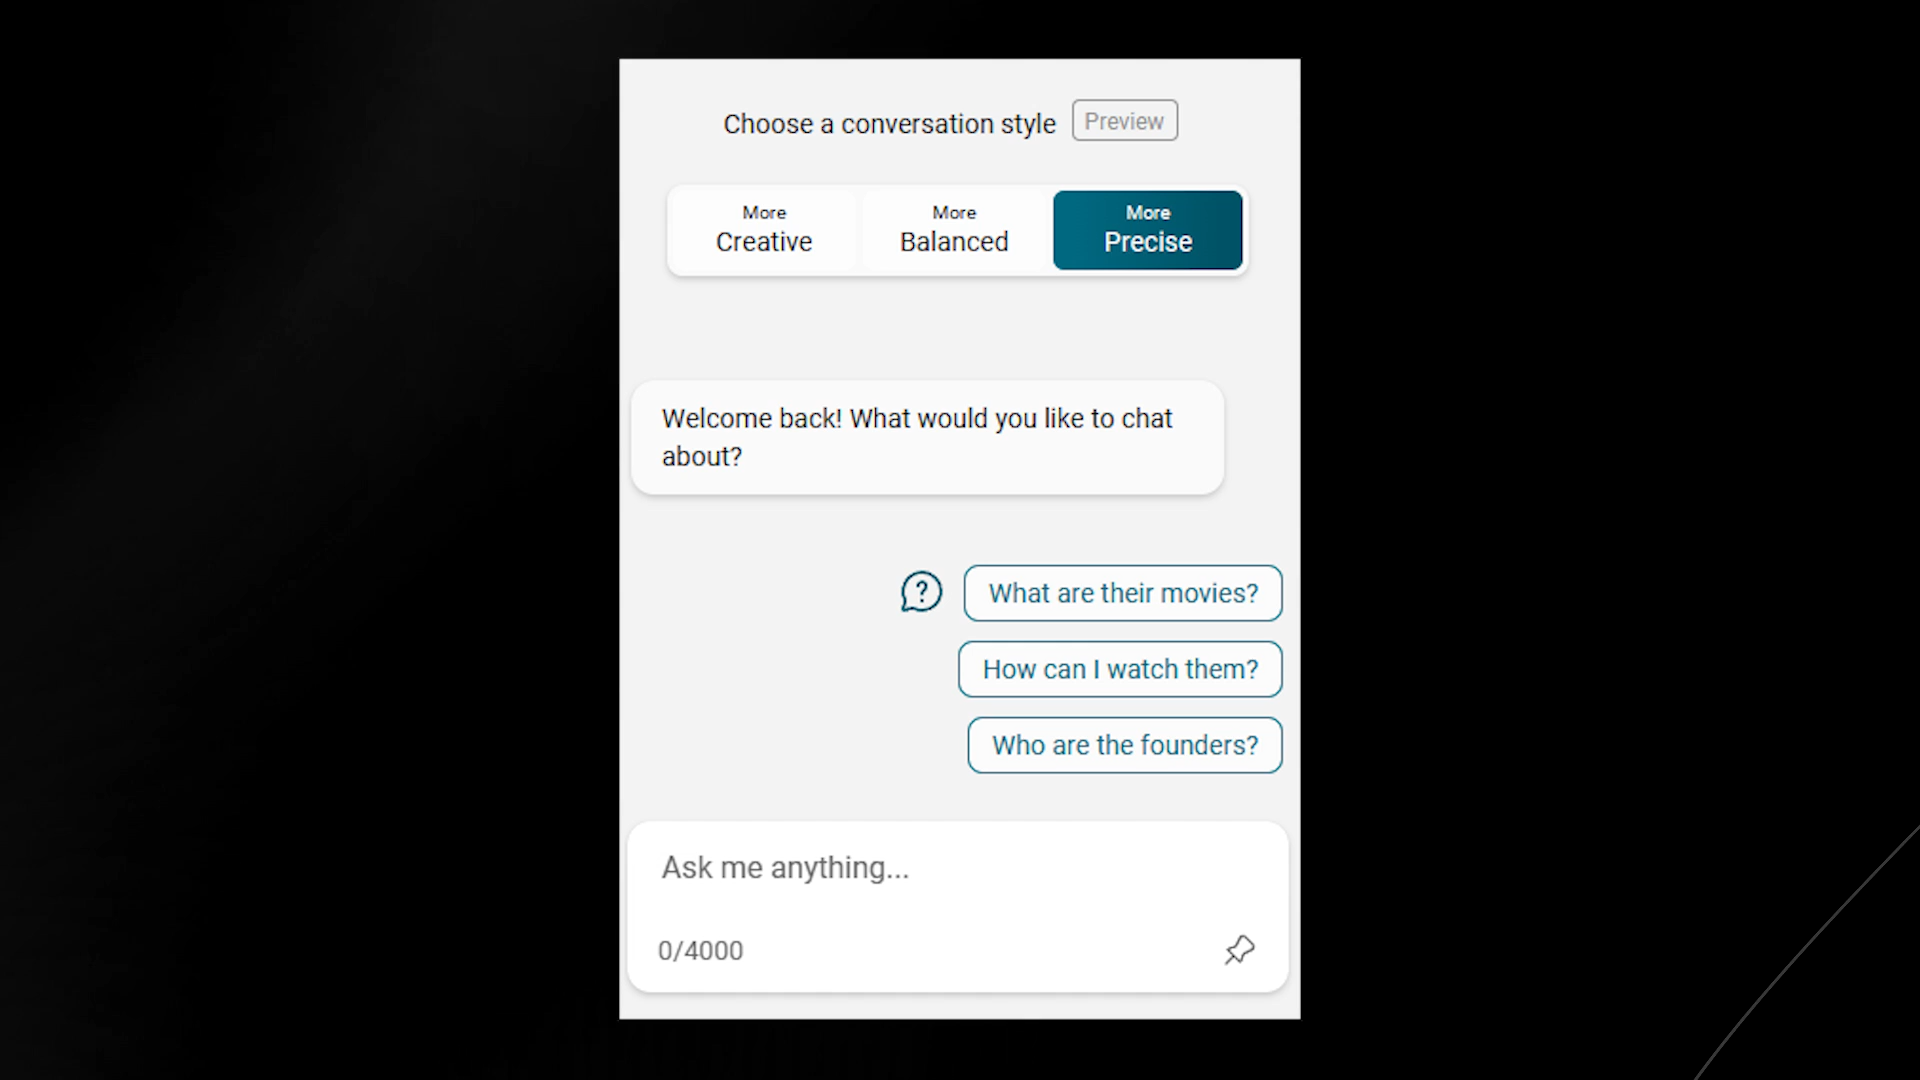 Choose a conversation style Preview
More More More
Creative Balanced Precise
Welcome back! What would you like to chat
about?
What are their movies?
How can I watch them?
Who are the founders?
Ask me anything...
0/4000